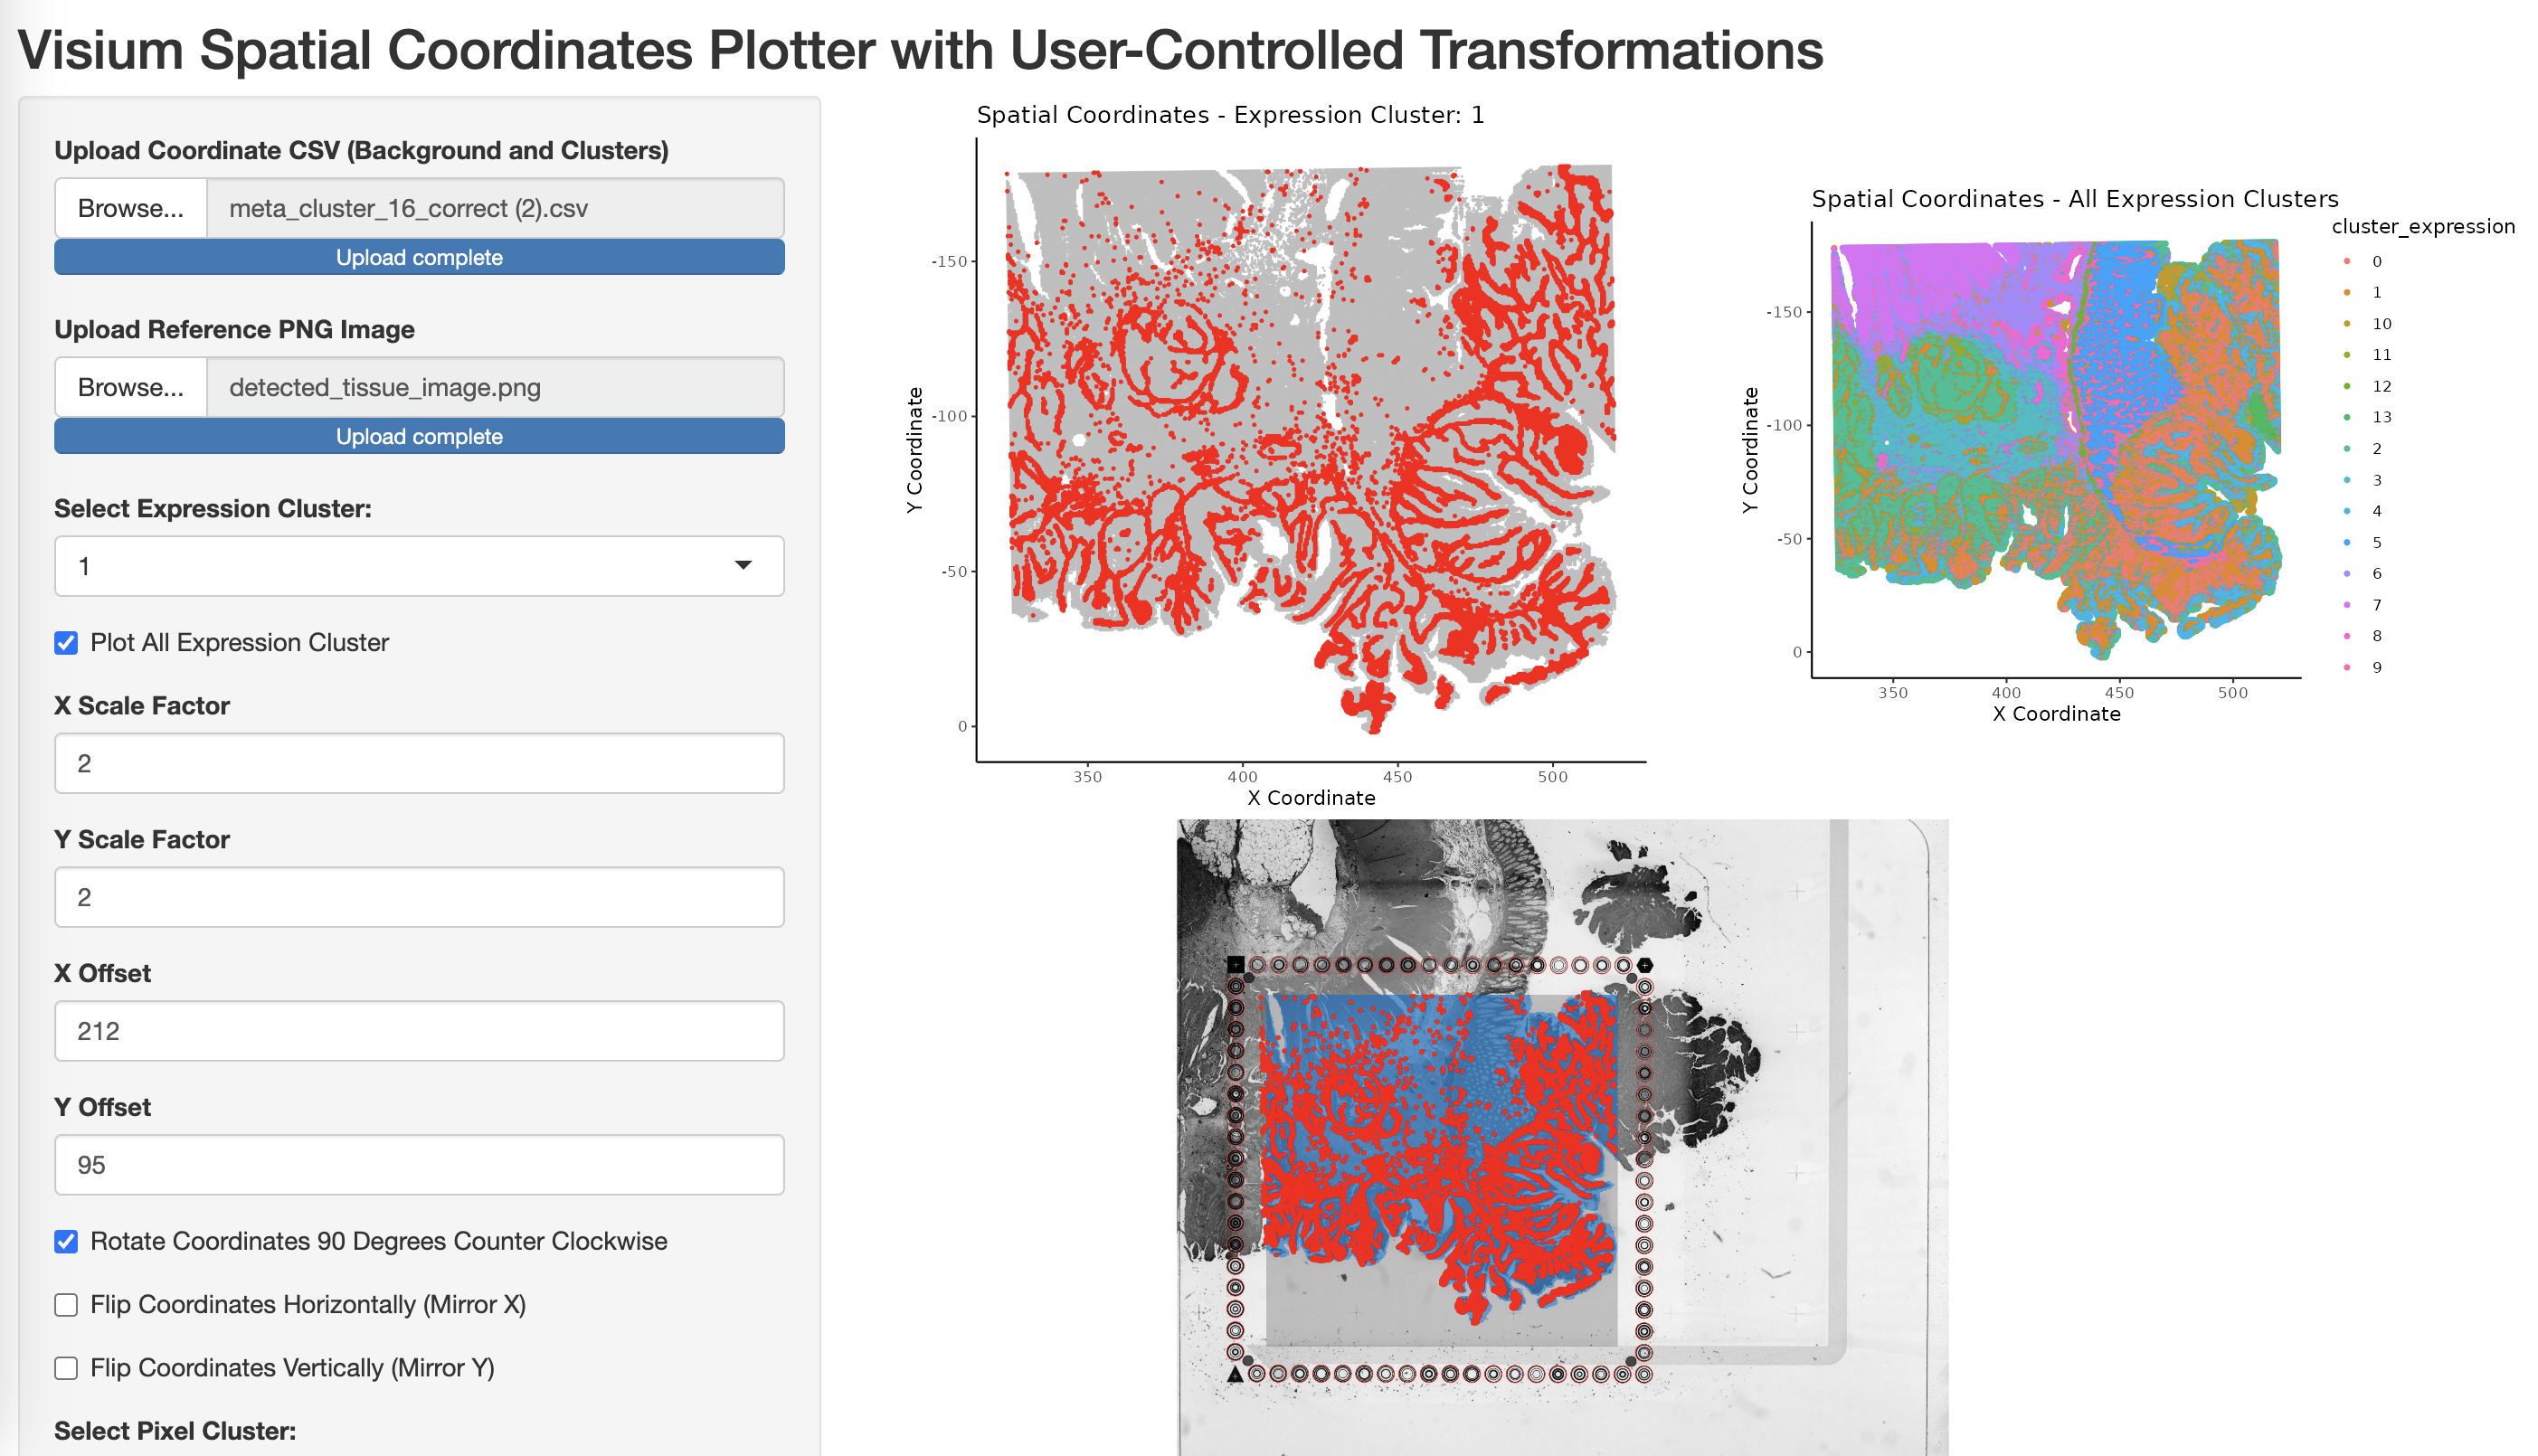 Visium Spatial Coordinates Plotter with User-Controlled Transformations
Upload Coordinate CSV (Background and Clusters)
Browse... meta_cluster_16_correct (2).csv
Upload complete
Upload Reference PNG Image
Browse... detected_tissue_image.png
Upload complete
Select Expression Cluster:
1
Plot All Expression Cluster
X Scale Factor
2
Y Scale Factor
2
X Offset
212
Y Offset
95
Rotate Coordinates 90 Degrees Counter Clockwise
Flip Coordinates Horizontally (Mirror X)
Flip Coordinates Vertically (Mirror Y)
Select Pixel Cluster:
Spatial Coordinates - Expression Cluster: 1
Y Coordinate
-150
-100
-50
0
350 400 450 500
X Coordinate
Spatial Coordinates - All Expression Clusters
Y Coordinate
-150
-100
-50
0
350 400 450 500
X Coordinate
cluster_expression
0
1
10
11
12
13
2
3
4
5
6
7
8
9